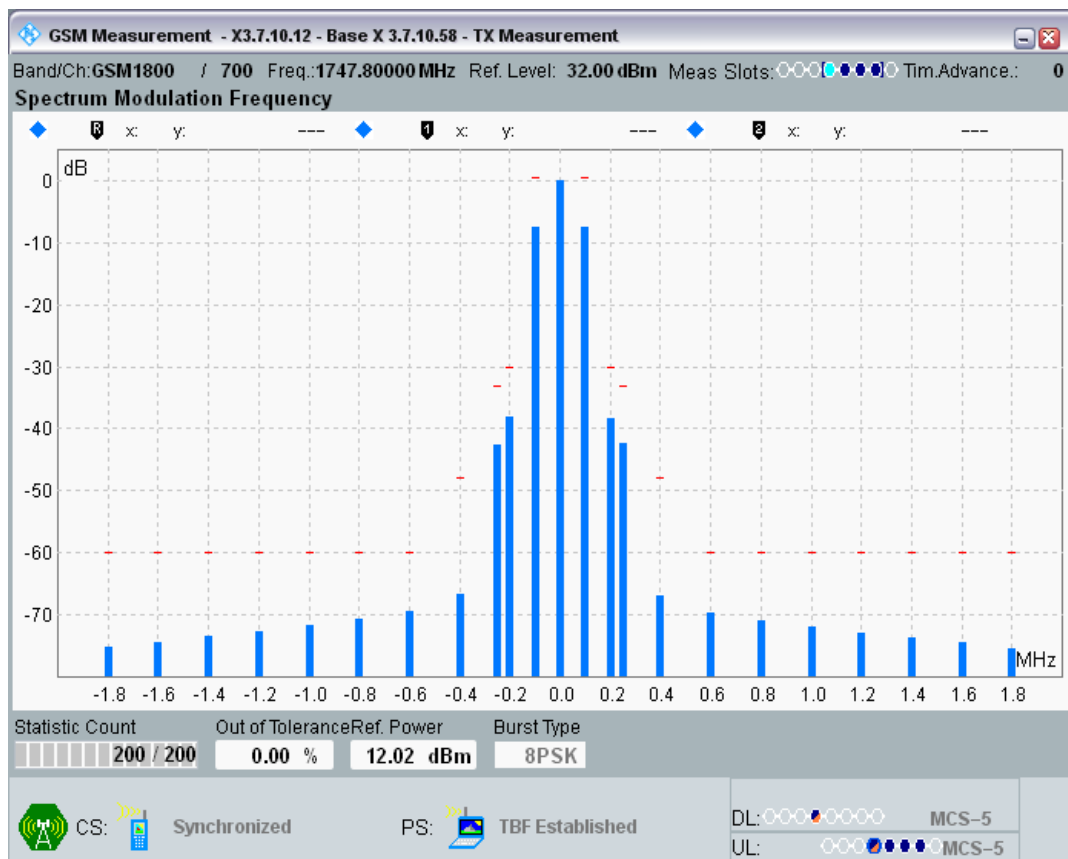 GSM Measurement - X3.7.10.12 - Base X 3.7.10.58 - TX Measurement
Band/Ch:GSM1800 / 700 Freq.:1747.80000 MHz Ref. Level: 32.00 dBm Meas Slots: Tim.Advance.: 0
Spectrum Modulation Frequency
R x: y: --- 1 x: y: --- 2 x: y: ---
dB
0
-10
-20
-30
-40
-50
-60
-70
MHz
-1.8 -1.6 -1.4 -1.2 -1.0 -0.8 -0.6 -0.4 -0.2 0.0 0.2 0.4 0.6 0.8 1.0 1.2 1.4 1.6 1.8
Statistic Count Out of Tolerance Ref. Power Burst Type
200 / 200 0.00 % 12.02 dBm 8PSK
CS: Synchronized PS: TBF Established DL: MCS-5
UL: MCS-5